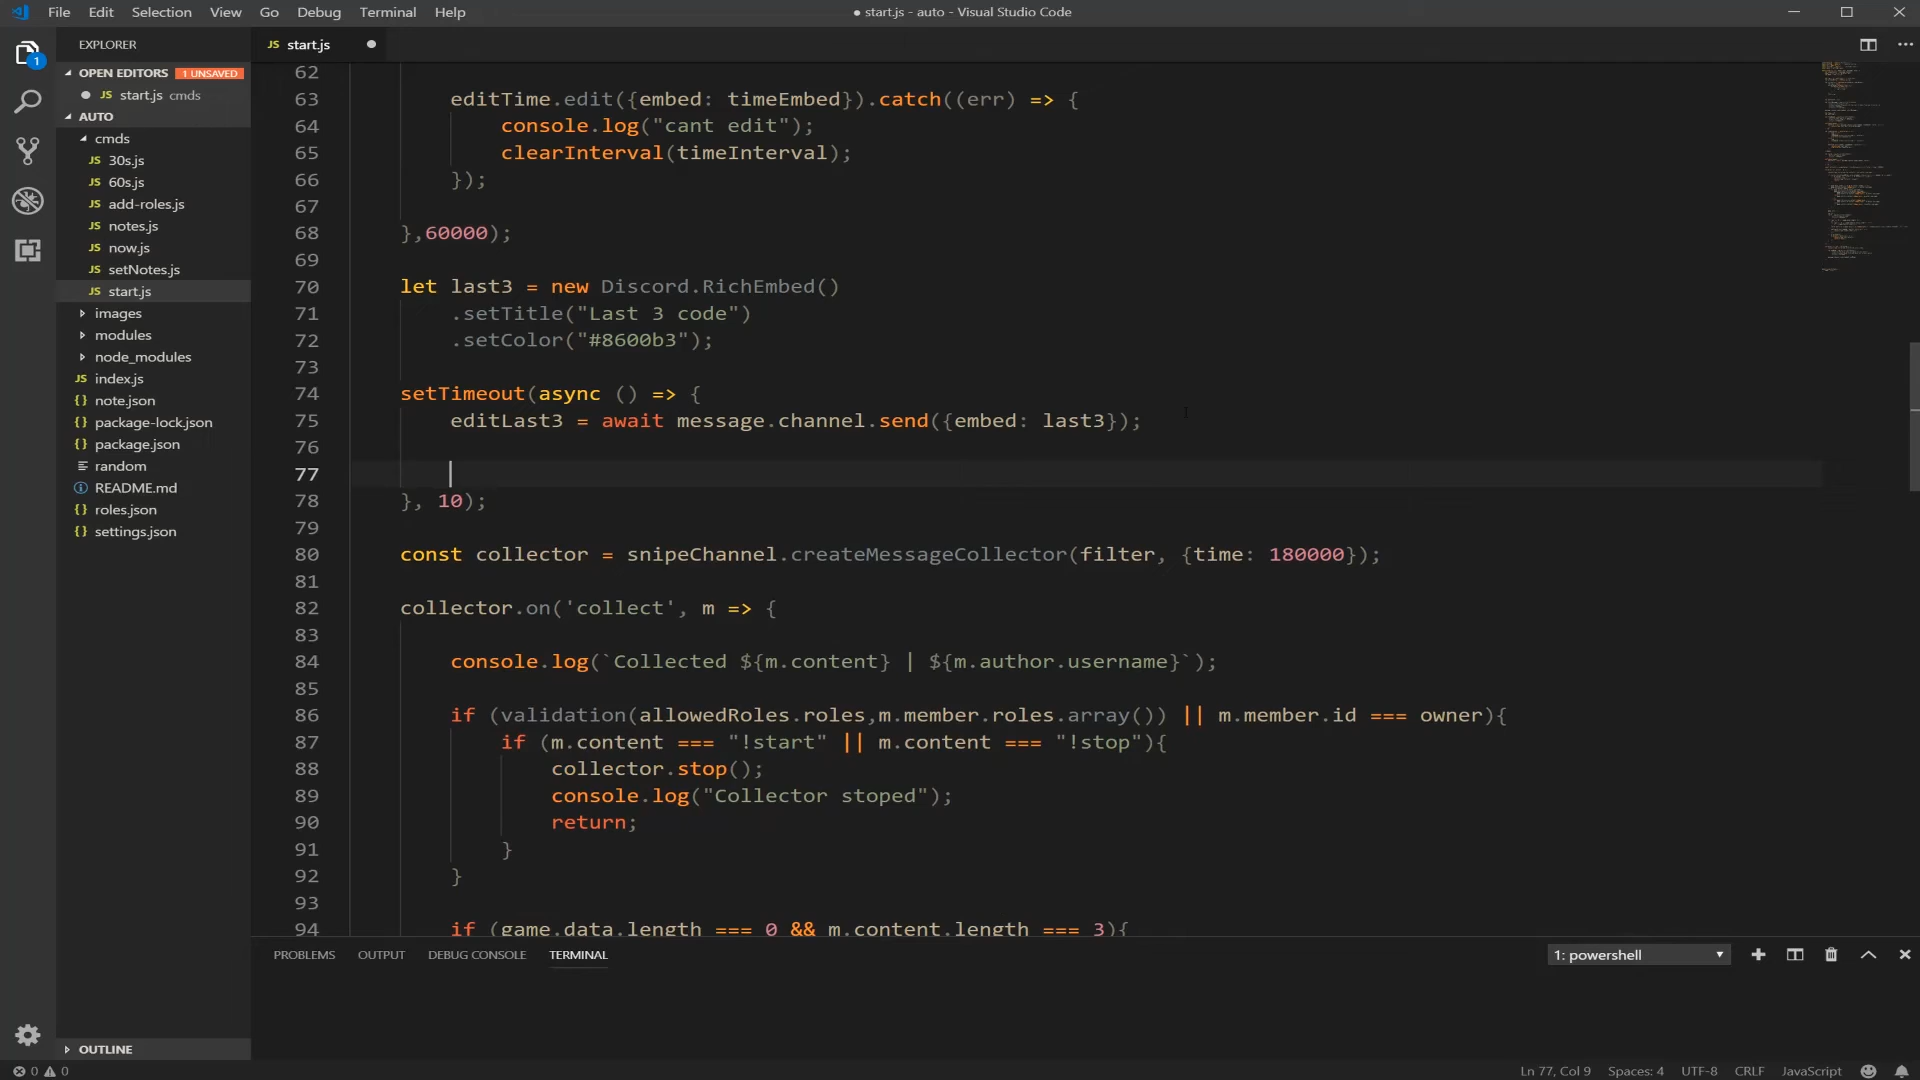 File Edit Selection View Go Debug Terminal Help
● start.js - auto - Visual Studio Code
EXPLORER
OPEN EDITORS 1 UNSAVED
JS start.js cmds
AUTO
cmds
JS 30s.js
JS 60s.js
JS add-roles.js
JS notes.js
JS now.js
JS setNotes.js
JS start.js
images
modules
node_modules
JS index.js
{} note.json
{} package-lock.json
{} package.json
random
README.md
{} roles.json
{} settings.json
OUTLINE
1
JS start.js
62
63 editTime.edit({embed: timeEmbed}).catch((err) => {
64 console.log("cant edit");
65 clearInterval(timeInterval);
66 });
67
68 },60000);
69
70 let last3 = new Discord.RichEmbed()
71 .setTitle("Last 3 code")
72 .setColor("#8600b3");
73
74 setTimeout(async () => {
75 editLast3 = await message.channel.send({embed: last3});
76
77
78 }, 10);
79
80 const collector = snipeChannel.createMessageCollector(filter, {time: 180000});
81
82 collector.on('collect', m => {
83
84 console.log(`Collected ${m.content} | ${m.author.username}`);
85
86 if (validation(allowedRoles.roles,m.member.roles.array()) || m.member.id === owner){
87 if (m.content === "!start" || m.content === "!stop"){
88 collector.stop();
89 console.log("Collector stoped");
90 return;
91 }
92 }
93
94 if (game.data.length === 0 && m.content.length === 3){
PROBLEMS OUTPUT DEBUG CONSOLE TERMINAL
1: powershell
0 0
Ln 77, Col 9 Spaces: 4 UTF-8 CRLF JavaScript